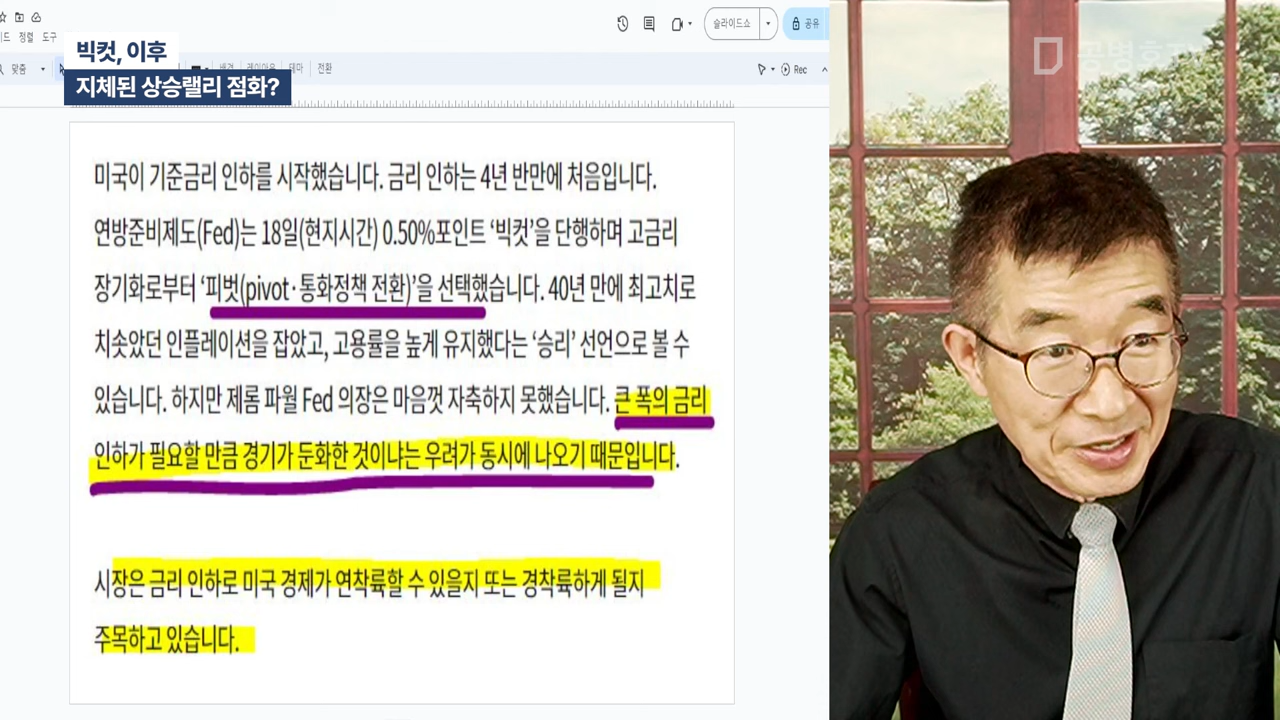 정렬 도구
슬라이드쇼
공유
맞춤
배경 레이아웃 테마 전환
Rec
빅컷, 이후
지체된 상승랠리 점화?
공병호TV
미국이 기준금리 인하를 시작했습니다. 금리 인하는 4년 반만에 처음입니다.
연방준비제도(Fed)는 18일(현지시간) 0.50%포인트 ‘빅컷’을 단행하며 고금리
장기화로부터 ‘피벗(pivot·통화정책 전환)’을 선택했습니다. 40년 만에 최고치로
치솟았던 인플레이션을 잡았고, 고용률을 높게 유지했다는 ‘승리’ 선언으로 볼 수
있습니다. 하지만 제롬 파월 Fed 의장은 마음껏 자축하지 못했습니다. 큰 폭의 금리
인하가 필요할 만큼 경기가 둔화한 것이냐는 우려가 동시에 나오기 때문입니다.
시장은 금리 인하로 미국 경제가 연착륙할 수 있을지 또는 경착륙하게 될지
주목하고 있습니다.